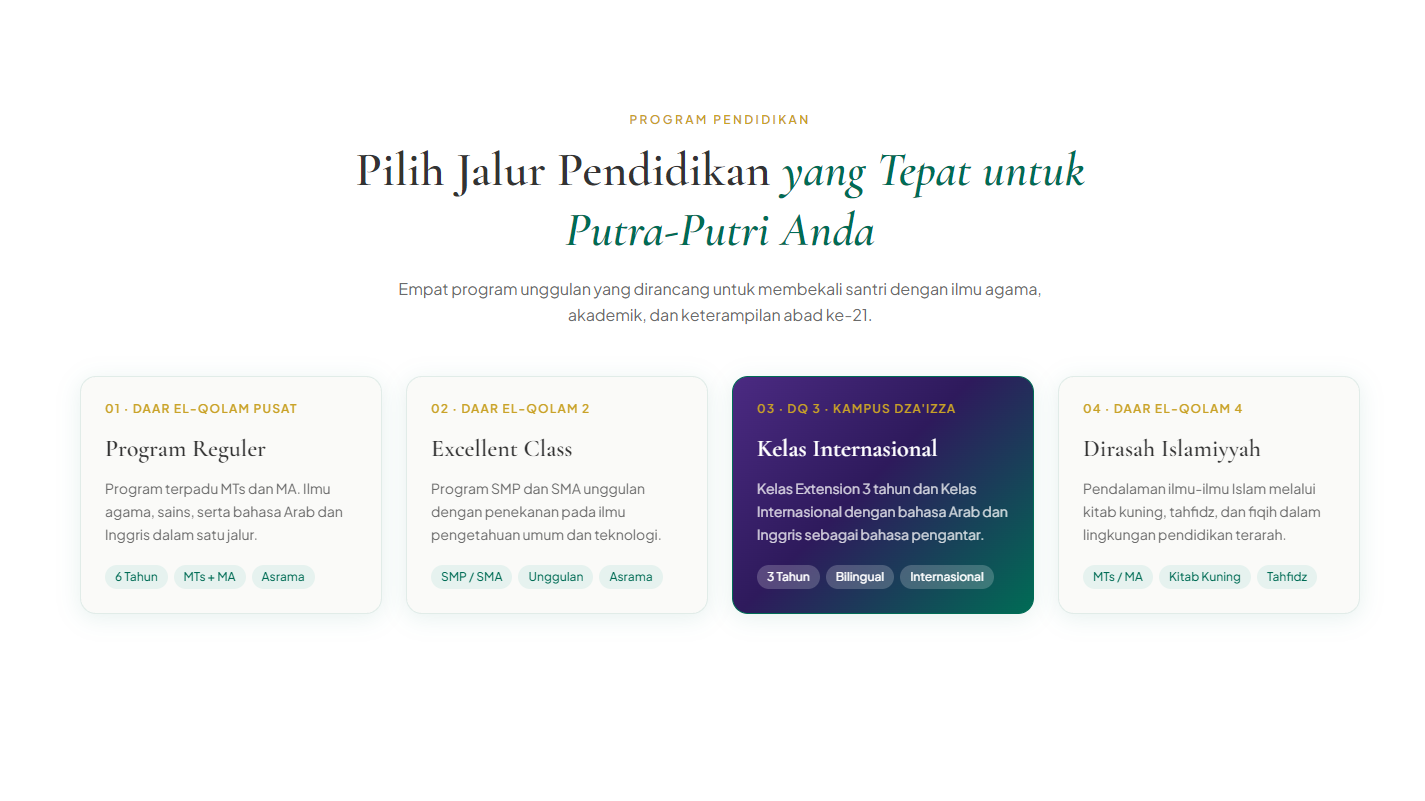 PROGRAM PENDIDIKAN
Pilih Jalur Pendidikan yang Tepat untuk
Putra-Putri Anda
Empat program unggulan yang dirancang untuk membekali santri dengan ilmu agama,
akademik, dan keterampilan abad ke-21.
01 · DAAR EL-QOLAM PUSAT
Program Reguler
Program terpadu MTs dan MA. Ilmu
agama, sains, serta bahasa Arab dan
Inggris dalam satu jalur.
6 Tahun
MTs + MA
Asrama
02 · DAAR EL-QOLAM 2
Excellent Class
Program SMP dan SMA unggulan
dengan penekanan pada ilmu
pengetahuan umum dan teknologi.
SMP / SMA
Unggulan
Asrama
03 · DQ 3 · KAMPUS DZA'IZZA
Kelas Internasional
Kelas Extension 3 tahun dan Kelas
Internasional dengan bahasa Arab dan
Inggris sebagai bahasa pengantar.
3 Tahun
Bilingual
Internasional
04 · DAAR EL-QOLAM 4
Dirasah Islamiyyah
Pendalaman ilmu-ilmu Islam melalui
kitab kuning, tahfidz, dan fiqih dalam
lingkungan pendidikan terarah.
MTs / MA
Kitab Kuning
Tahfidz